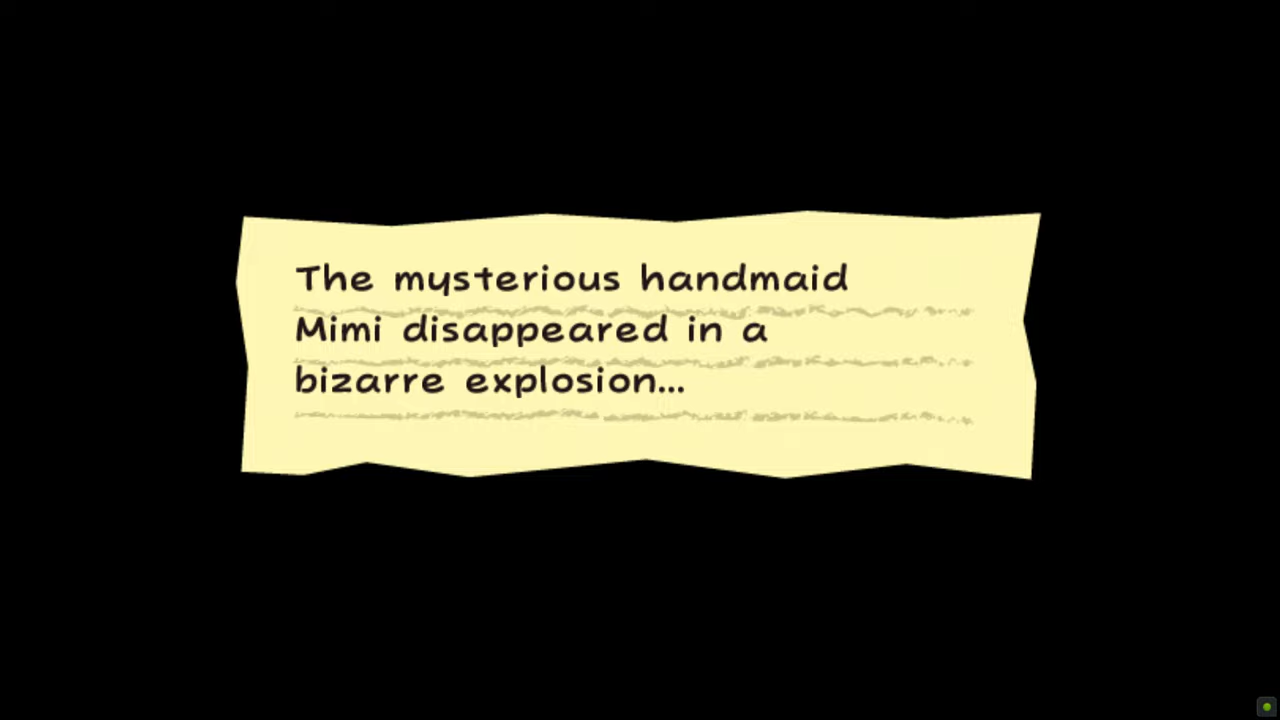 The mysterious handmaid
Mimi disappeared in a
bizarre explosion...